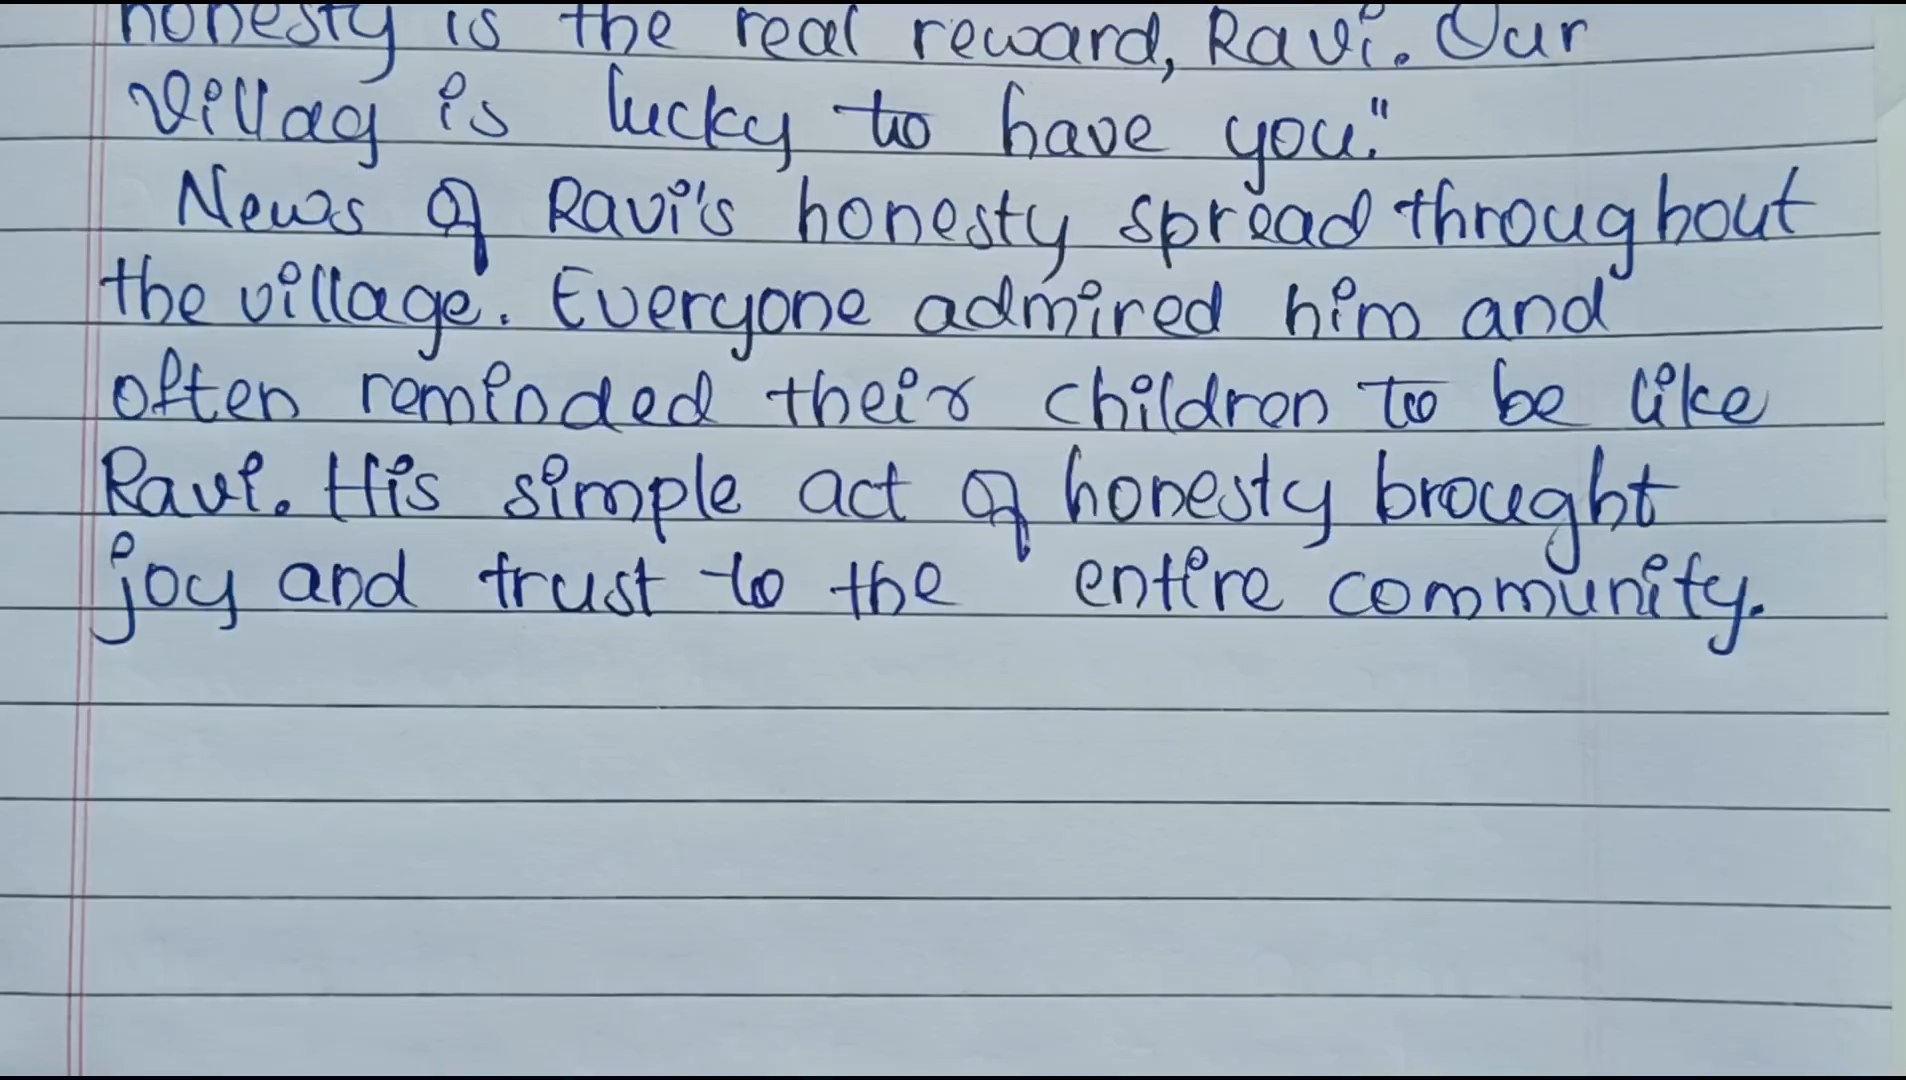 honesty is the real reward, Ravi. Our
Villag is lucky to have you."
News of Ravi's honesty spread throughout
the village. Everyone admired him and
often reminded their children to be like
Ravi. His simple act of honesty brought
joy and trust to the entire community.